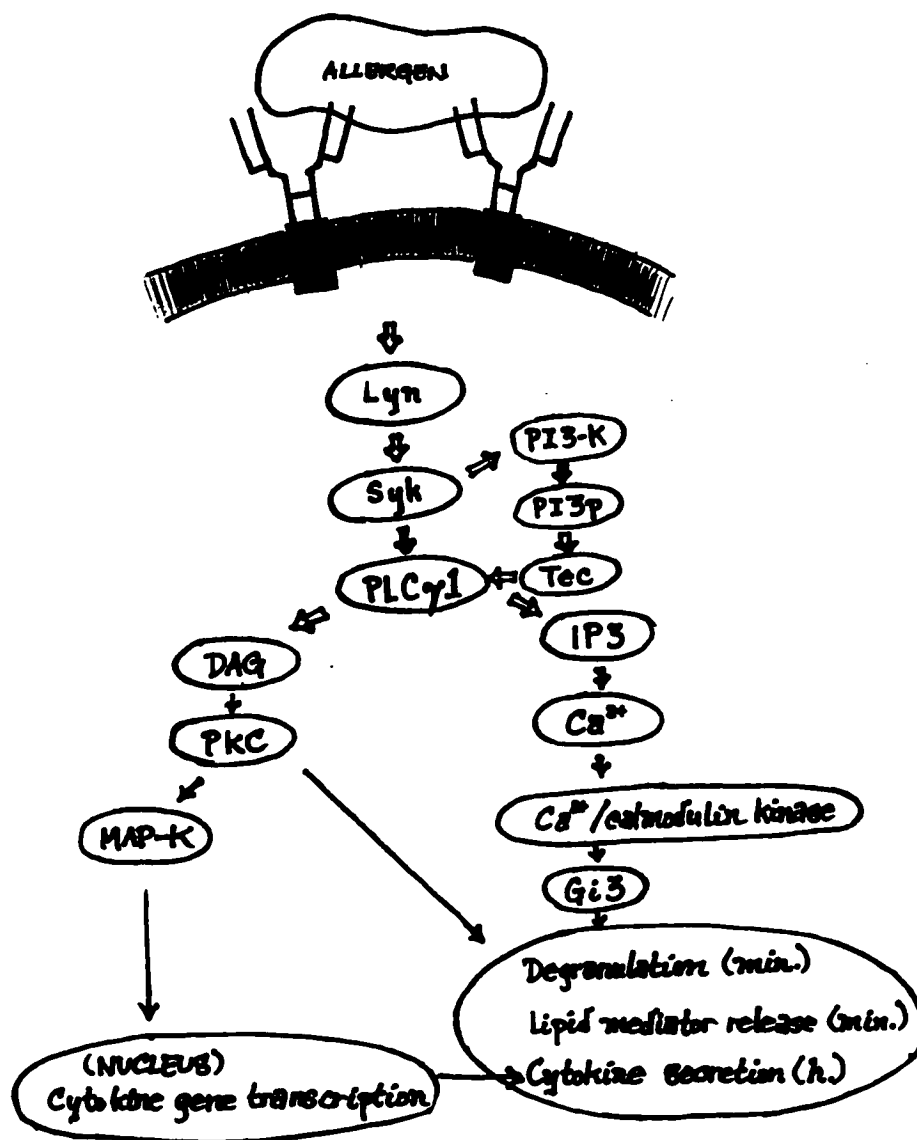 ALLERGEN
Lyn
PI3-K
Syk
PI3p
Tec
PLCγ1
IP3
DAG
Ca²⁺
PKC
Ca²⁺/calmodulin kinase
MAP-K
Gi3
Degranulation (min.)
Lipid mediator release (min.)
(NUCLEUS)
Cytokine secretion (h.)
Cytokine gene transcription